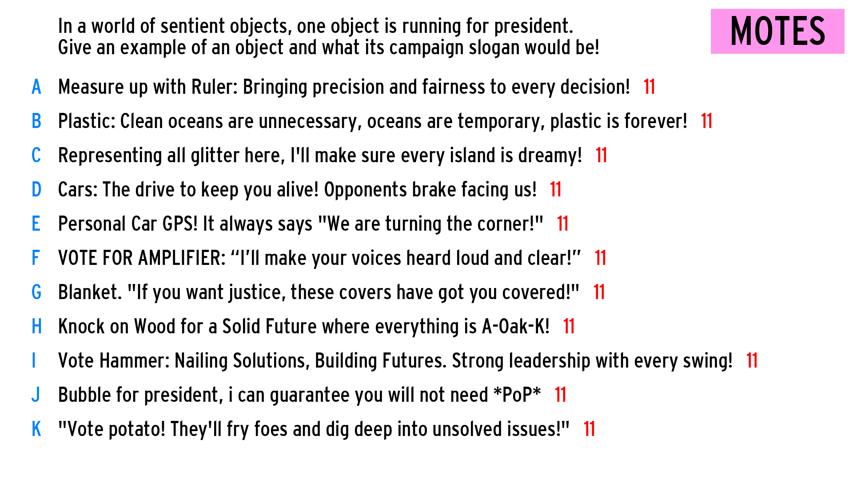 In a world of sentient objects, one object is running for president.
Give an example of an object and what its campaign slogan would be!
MOTES
A Measure up with Ruler: Bringing precision and fairness to every decision! 11
B Plastic: Clean oceans are unnecessary, oceans are temporary, plastic is forever! 11
C Representing all glitter here, I'll make sure every island is dreamy! 11
D Cars: The drive to keep you alive! Opponents brake facing us! 11
E Personal Car GPS! It always says "We are turning the corner!" 11
F VOTE FOR AMPLIFIER: “I’ll make your voices heard loud and clear!” 11
G Blanket. "If you want justice, these covers have got you covered!" 11
H Knock on Wood for a Solid Future where everything is A-Oak-K! 11
I Vote Hammer: Nailing Solutions, Building Futures. Strong leadership with every swing! 11
J Bubble for president, i can guarantee you will not need *PoP* 11
K "Vote potato! They'll fry foes and dig deep into unsolved issues!" 11